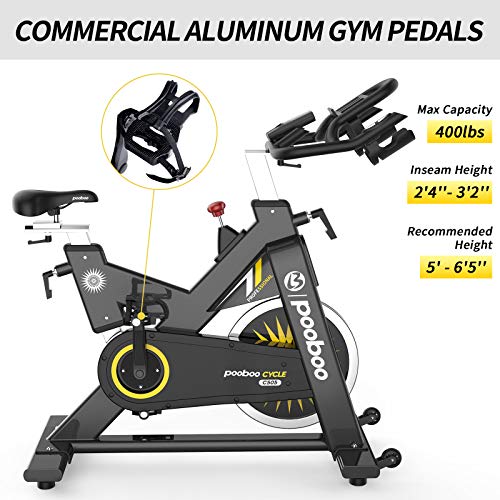 COMMERCIAL ALUMINUM GYM PEDALS
Max Capacity
400lbs
Inseam Height
2'4''- 3'2''
Recommended
Height
5' - 6'5''
pooboo
PROFESSIONAL
pooboo
pooboo CYCLE
C505